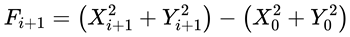 F_{i+1} = (X_{i+1}^2 + Y_{i+1}^2) − (X_0^2 + Y_0^2)